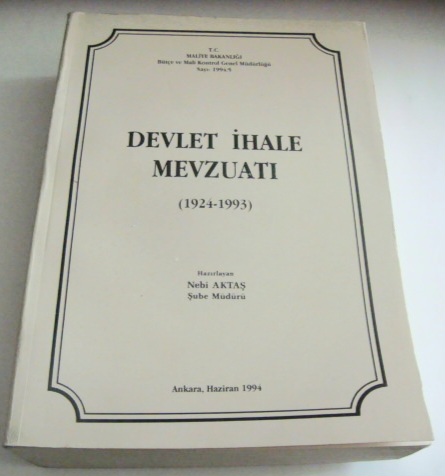 T.C.
MALİYE BAKANLIĞI
Bütçe ve Mali Kontrol Genel Müdürlüğü
Sayı: 1994/5
DEVLET İHALE
MEVZUATI
(1924-1993)
Hazırlayan
Nebi AKTAŞ
Şube Müdürü
Ankara, Haziran 1994